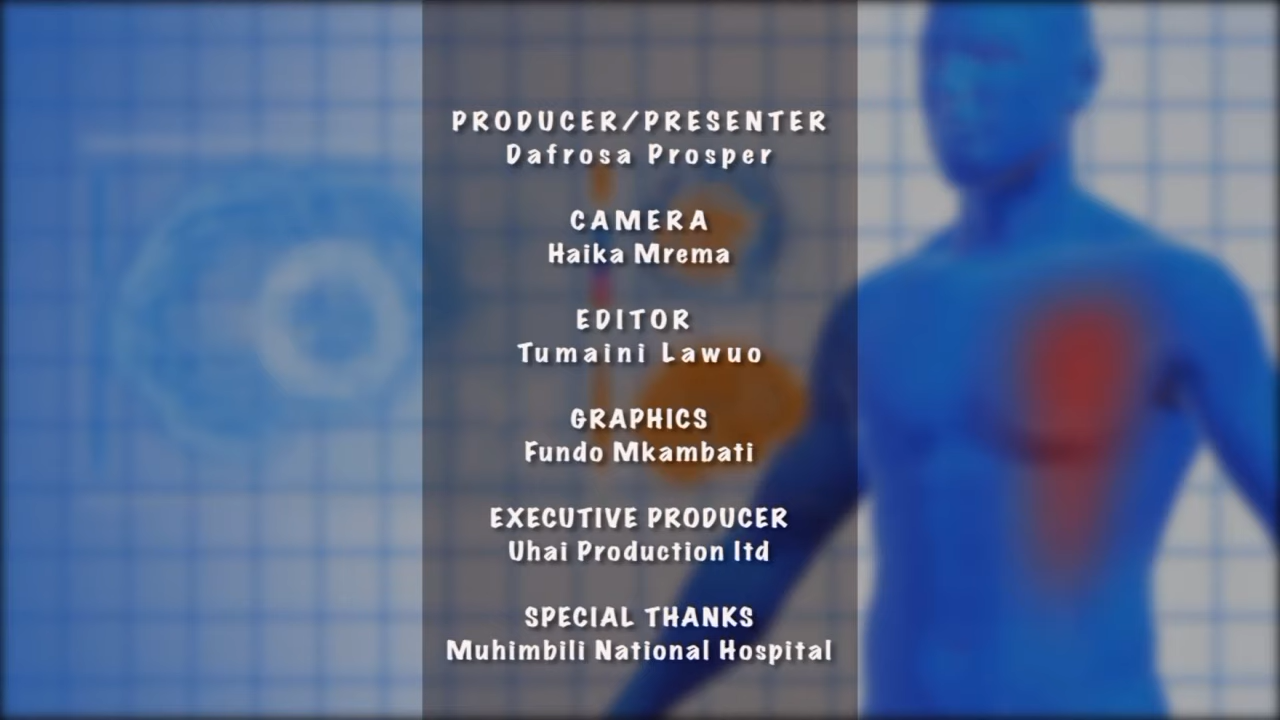 PRODUCER/PRESENTER
Dafrosa Prosper
CAMERA
Haika Mrema
EDITOR
Tumaini Lawuo
GRAPHICS
Fundo Mkambati
EXECUTIVE PRODUCER
Uhai Production ltd
SPECIAL THANKS
Muhimbili National Hospital